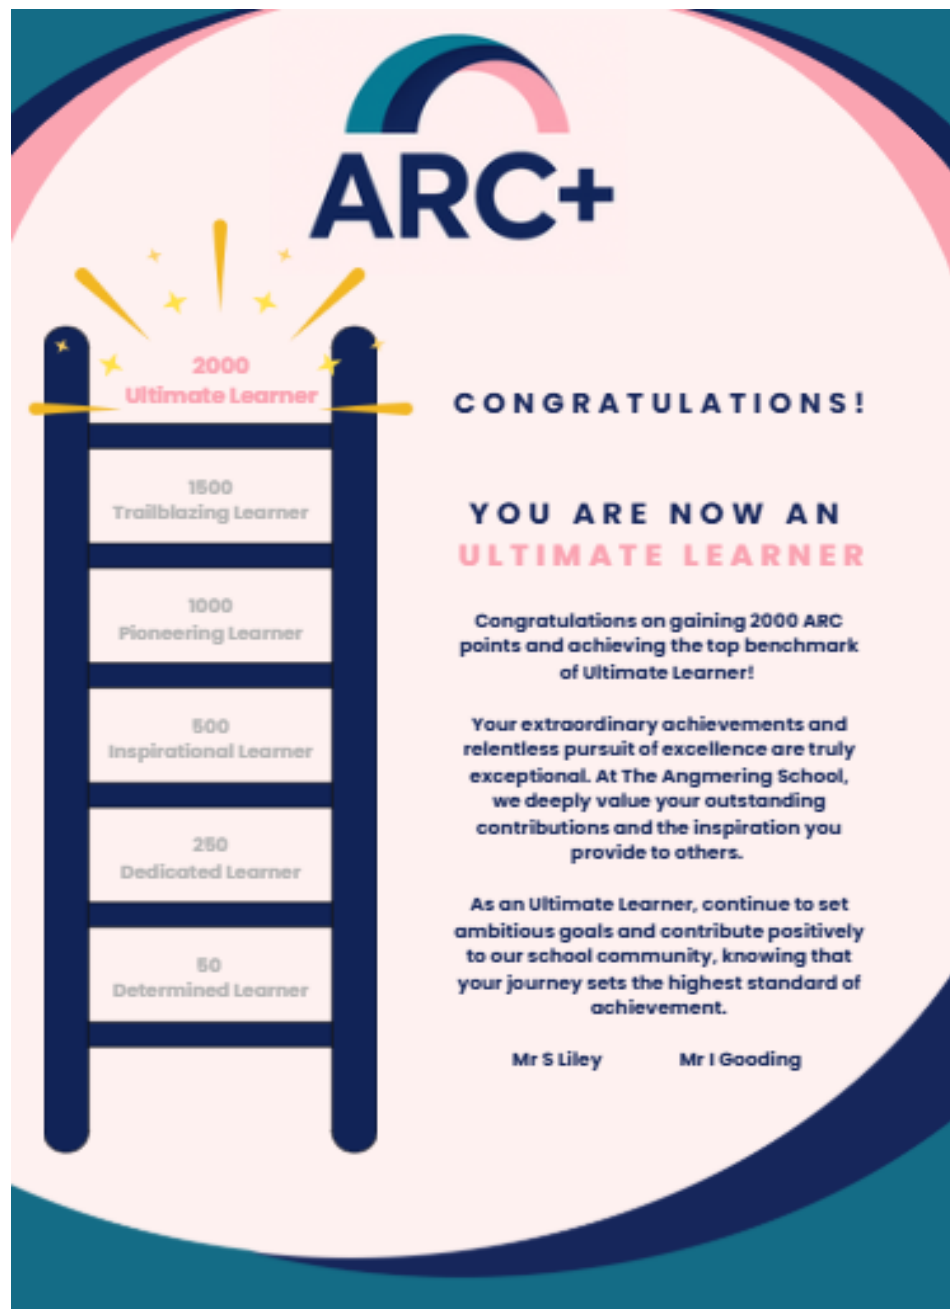 ARC+
2000
Ultimate Learner
1500
Trailblazing Learner
1000
Pioneering Learner
500
Inspirational Learner
250
Dedicated Learner
50
Determined Learner
CONGRATULATIONS!
YOU ARE NOW AN
ULTIMATE LEARNER
Congratulations on gaining 2000 ARC
points and achieving the top benchmark
of Ultimate Learner!
Your extraordinary achievements and
relentless pursuit of excellence are truly
exceptional. At The Angmering School,
we deeply value your outstanding
contributions and the inspiration you
provide to others.
As an Ultimate Learner, continue to set
ambitious goals and contribute positively
to our school community, knowing that
your journey sets the highest standard of
achievement.
Mr S Liley Mr I Gooding